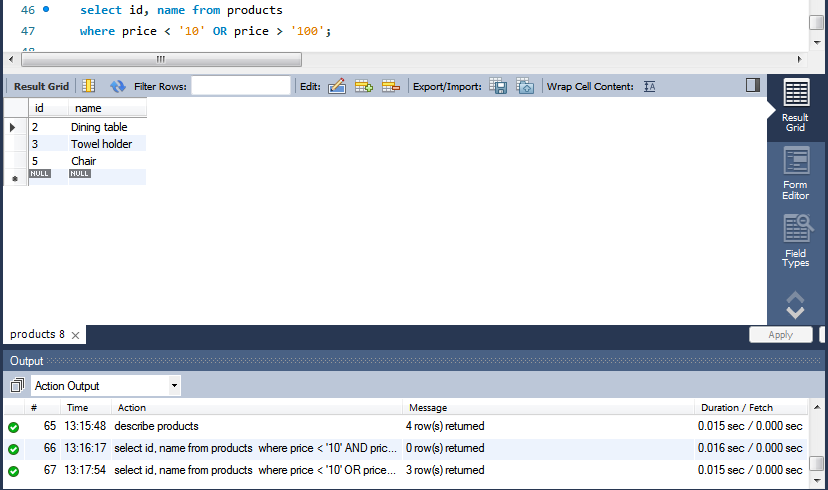 46 select id, name from products
47 where price < '10' OR price > '100';
Result Grid Filter Rows: Edit: Export/Import: Wrap Cell Content: IA
id name
2 Dining table
3 Towel holder
5 Chair
NULL NULL
Result Grid
Form Editor
Field Types
products 8
Apply
Output
Action Output
# Time Action Message Duration / Fetch
65 13:15:48 describe products 4 row(s) returned 0.015 sec / 0.000 sec
66 13:16:17 select id, name from products where price < '10' AND pric... 0 row(s) returned 0.016 sec / 0.000 sec
67 13:17:54 select id, name from products where price < '10' OR price... 3 row(s) returned 0.015 sec / 0.000 sec